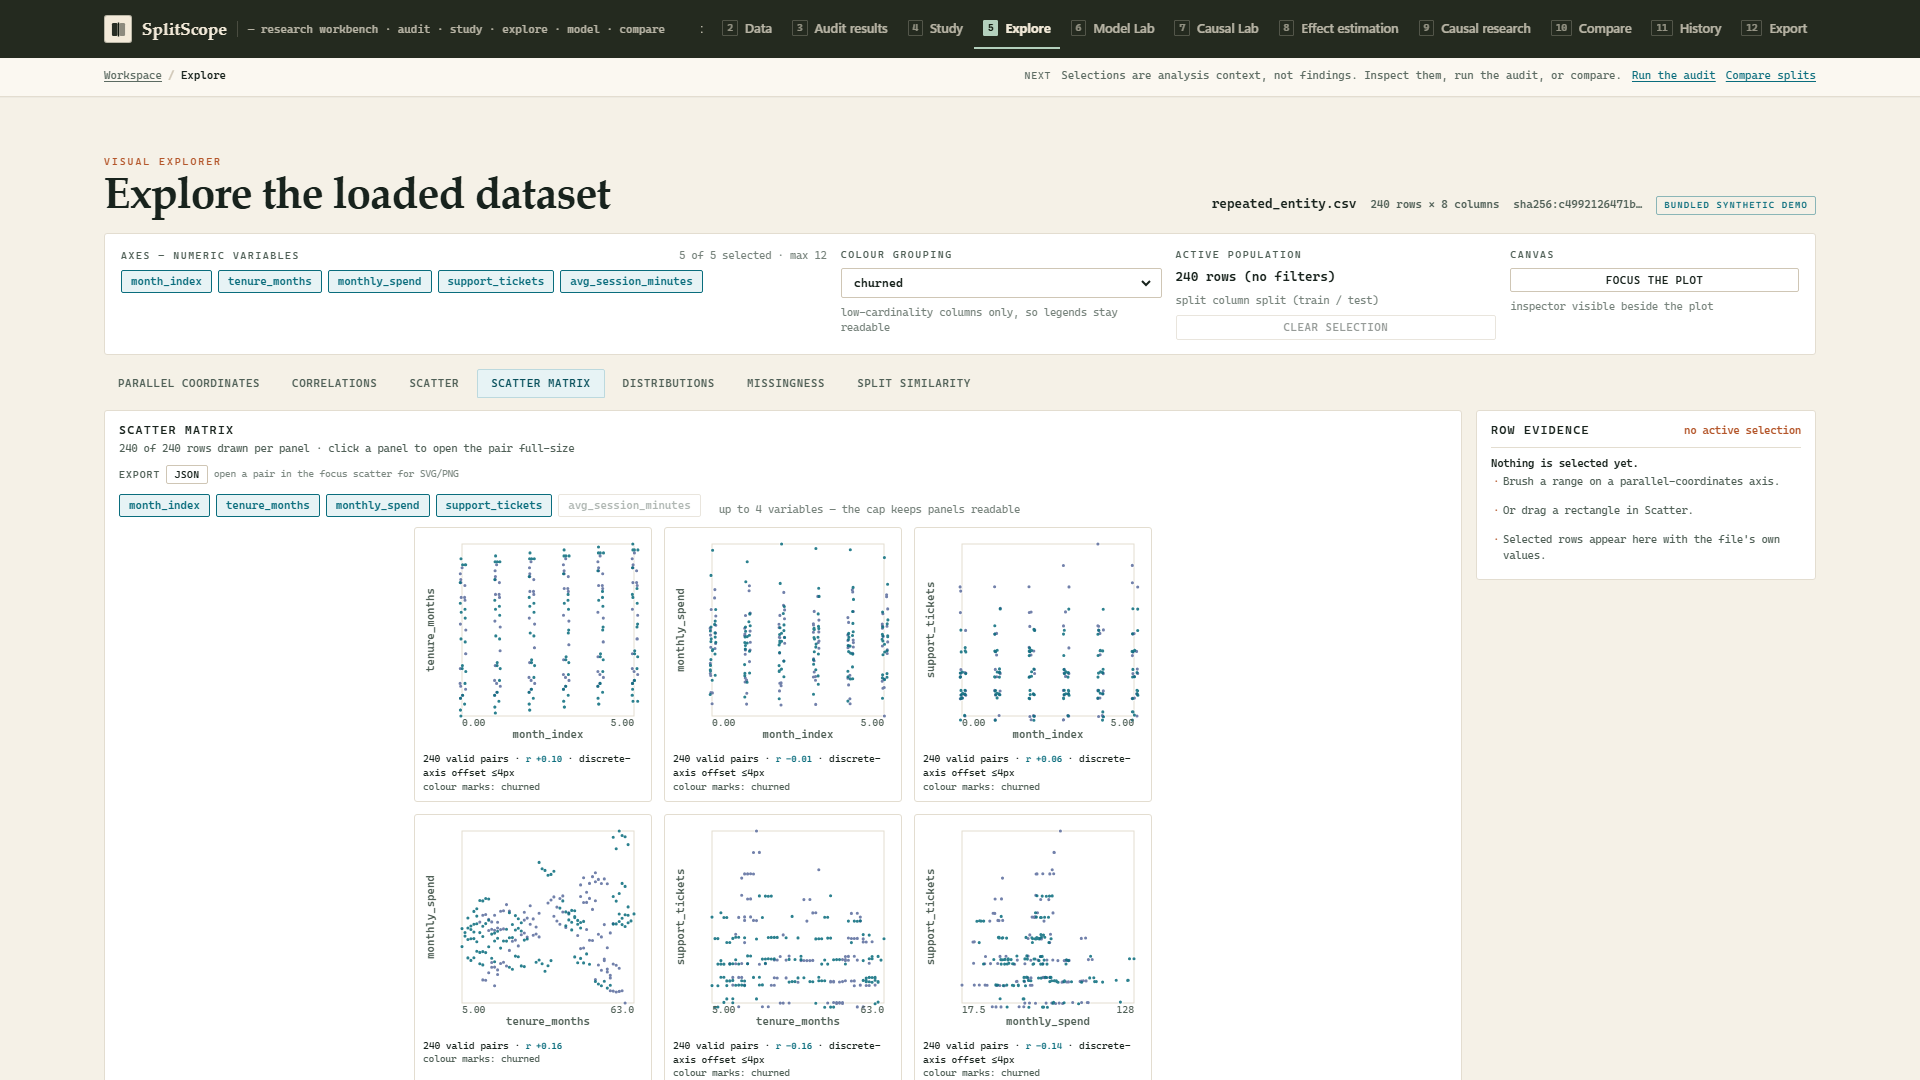 SplitScope — research workbench · audit · study · explore · model · compare : 2 Data 3 Audit results 4 Study 5 Explore 6 Model Lab 7 Causal Lab 8 Effect estimation 9 Causal research 10 Compare 11 History 12 Export
Workspace / Explore NEXT Selections are analysis context, not findings. Inspect them, run the audit, or compare. Run the audit Compare splits
VISUAL EXPLORER
Explore the loaded dataset
repeated_entity.csv 240 rows × 8 columns sha256:c4992126471b… BUNDLED SYNTHETIC DEMO
AXES — NUMERIC VARIABLES 5 of 5 selected · max 12
month_index tenure_months monthly_spend support_tickets avg_session_minutes
COLOUR GROUPING
churned
low-cardinality columns only, so legends stay
readable
ACTIVE POPULATION
240 rows (no filters)
split column split (train / test)
CLEAR SELECTION
CANVAS
FOCUS THE PLOT
inspector visible beside the plot
PARALLEL COORDINATES CORRELATIONS SCATTER SCATTER MATRIX DISTRIBUTIONS MISSINGNESS SPLIT SIMILARITY
SCATTER MATRIX
240 of 240 rows drawn per panel · click a panel to open the pair full-size
EXPORT JSON open a pair in the focus scatter for SVG/PNG
month_index tenure_months monthly_spend support_tickets avg_session_minutes up to 4 variables — the cap keeps panels readable
tenure_months
0.00 5.00
month_index
240 valid pairs · r +0.10 · discrete-
axis offset ≤4px
colour marks: churned
monthly_spend
0.00 5.00
month_index
240 valid pairs · r −0.01 · discrete-
axis offset ≤4px
colour marks: churned
support_tickets
0.00 5.00
month_index
240 valid pairs · r +0.06 · discrete-
axis offset ≤4px
colour marks: churned
monthly_spend
5.00 63.0
tenure_months
240 valid pairs · r +0.16
colour marks: churned
support_tickets
5.00 63.0
tenure_months
240 valid pairs · r −0.16 · discrete-
axis offset ≤4px
colour marks: churned
support_tickets
17.5 128
monthly_spend
240 valid pairs · r −0.14 · discrete-
axis offset ≤4px
colour marks: churned
ROW EVIDENCE no active selection
Nothing is selected yet.
· Brush a range on a parallel-coordinates axis.
· Or drag a rectangle in Scatter.
· Selected rows appear here with the file's own
values.